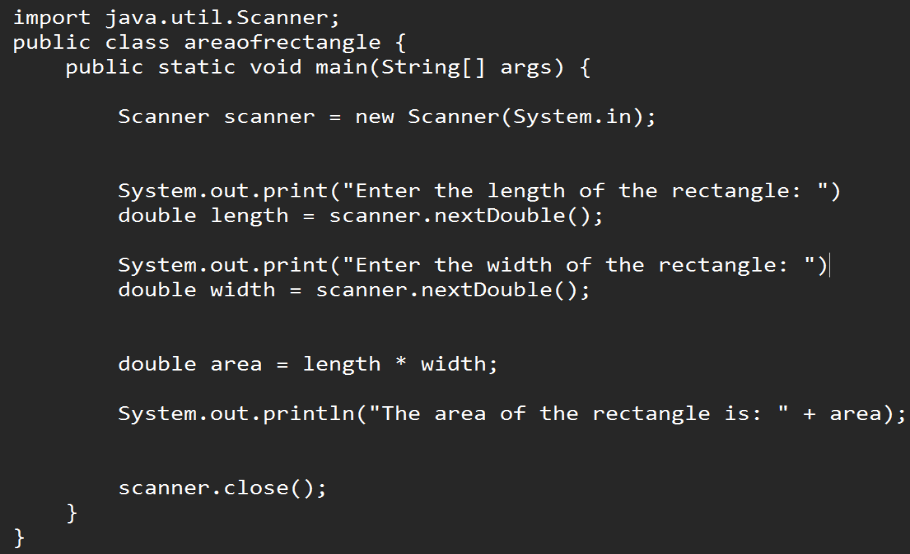 import java.util.Scanner;
public class areaofrectangle {
    public static void main(String[] args) {
        Scanner scanner = new Scanner(System.in);
        System.out.print("Enter the length of the rectangle: ")
        double length = scanner.nextDouble();
        System.out.print("Enter the width of the rectangle: ")
        double width = scanner.nextDouble();
        double area = length * width;
        System.out.println("The area of the rectangle is: " + area);
        scanner.close();
    }
}